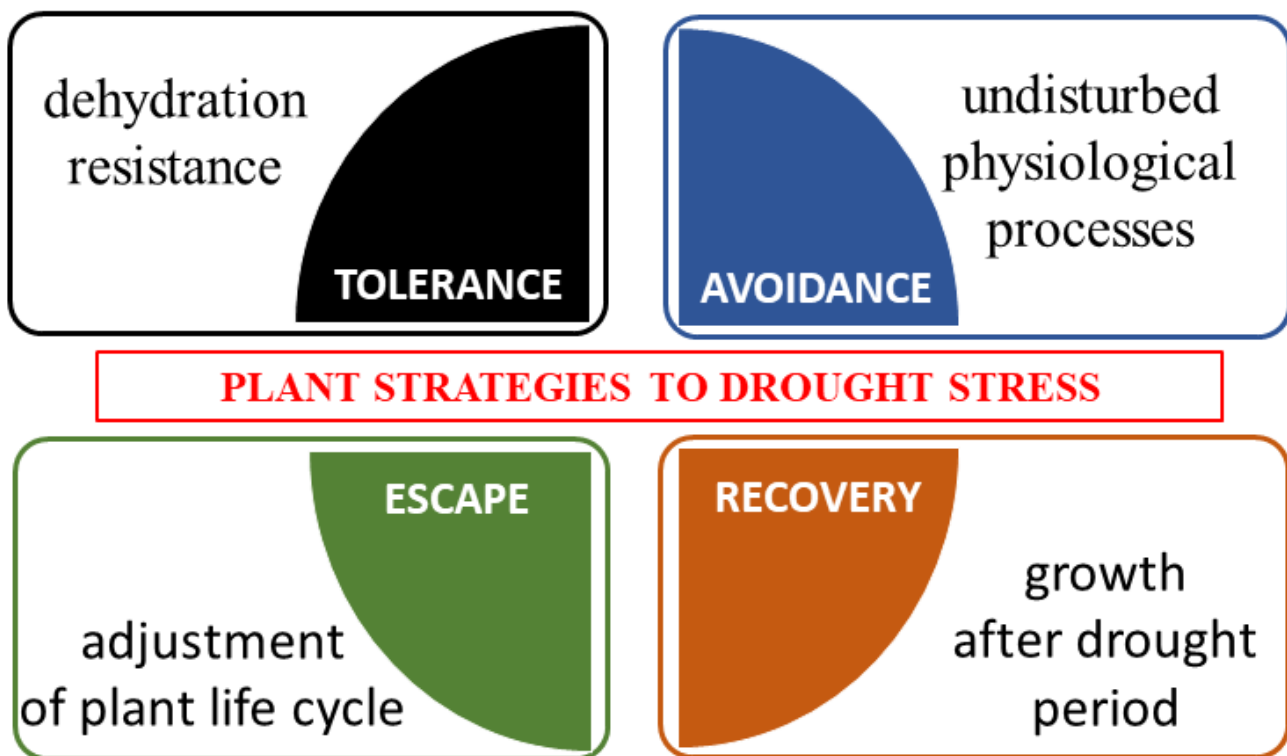 dehydration
resistance
TOLERANCE
undisturbed
physiological
processes
AVOIDANCE
PLANT STRATEGIES TO DROUGHT STRESS
ESCAPE
adjustment
of plant life cycle
RECOVERY
growth
after drought
period